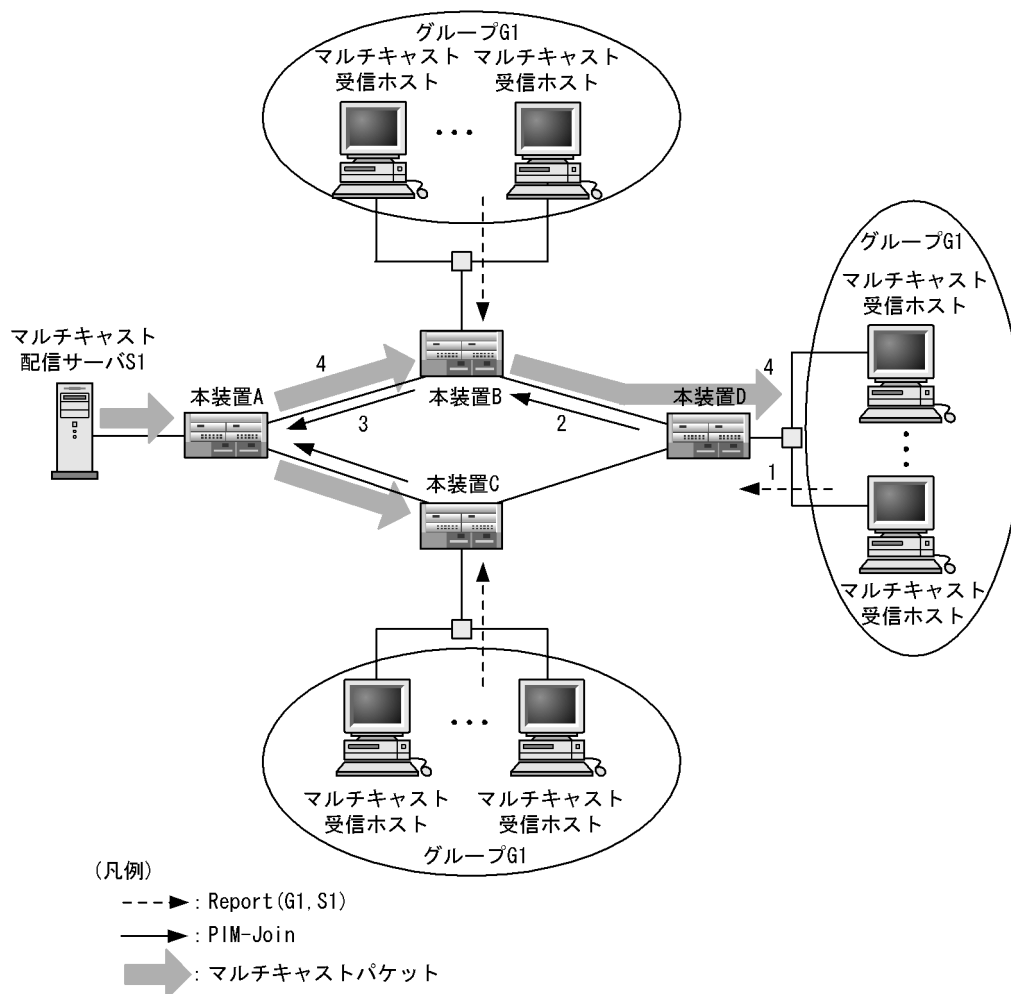 グループG1
マルチキャスト
受信ホスト
マルチキャスト
受信ホスト
グループG1
マルチキャスト
受信ホスト
マルチキャスト
配信サーバS1
4
本装置A
本装置B
本装置D
4
3
2
本装置C
1
マルチキャスト
受信ホスト
マルチキャスト
受信ホスト
マルチキャスト
受信ホスト
グループG1
(凡例)
: Report(G1,S1)
: PIM-Join
: マルチキャストパケット